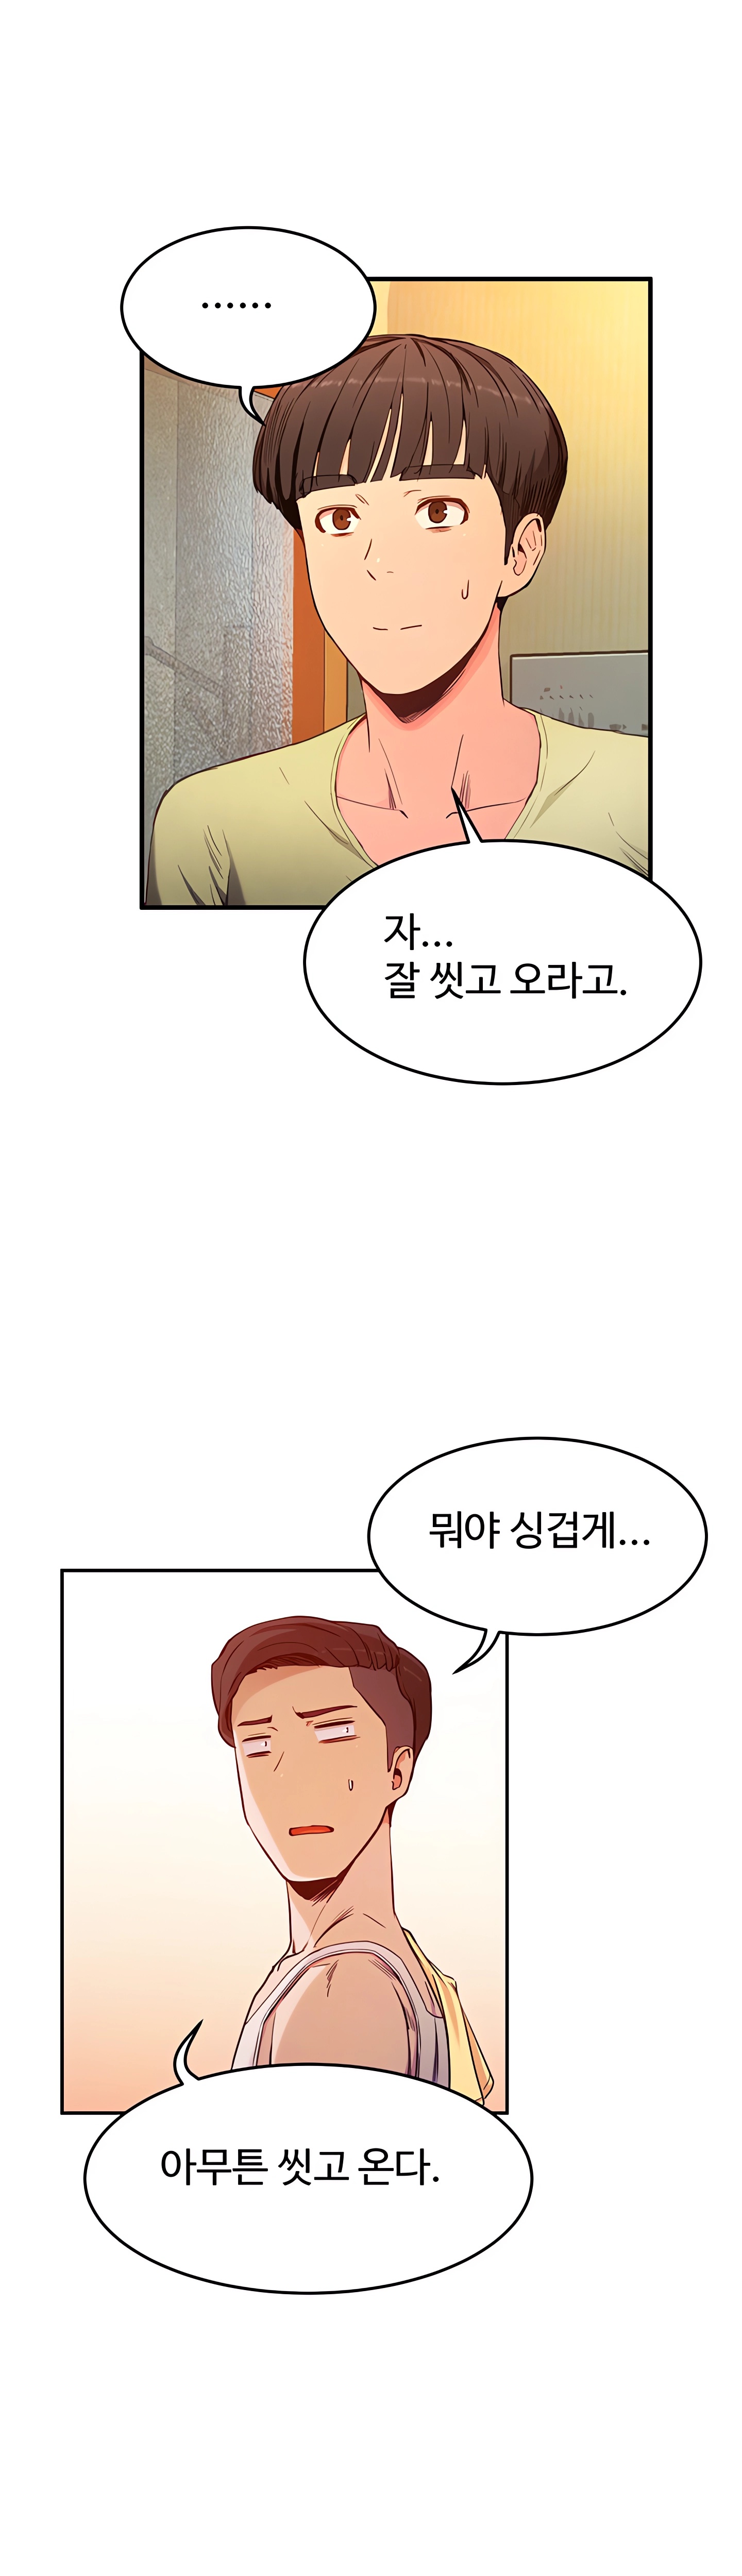 ......
자...
잘 씻고 오라고.
뭐야 싱겁게...
아무튼 씻고 온다.